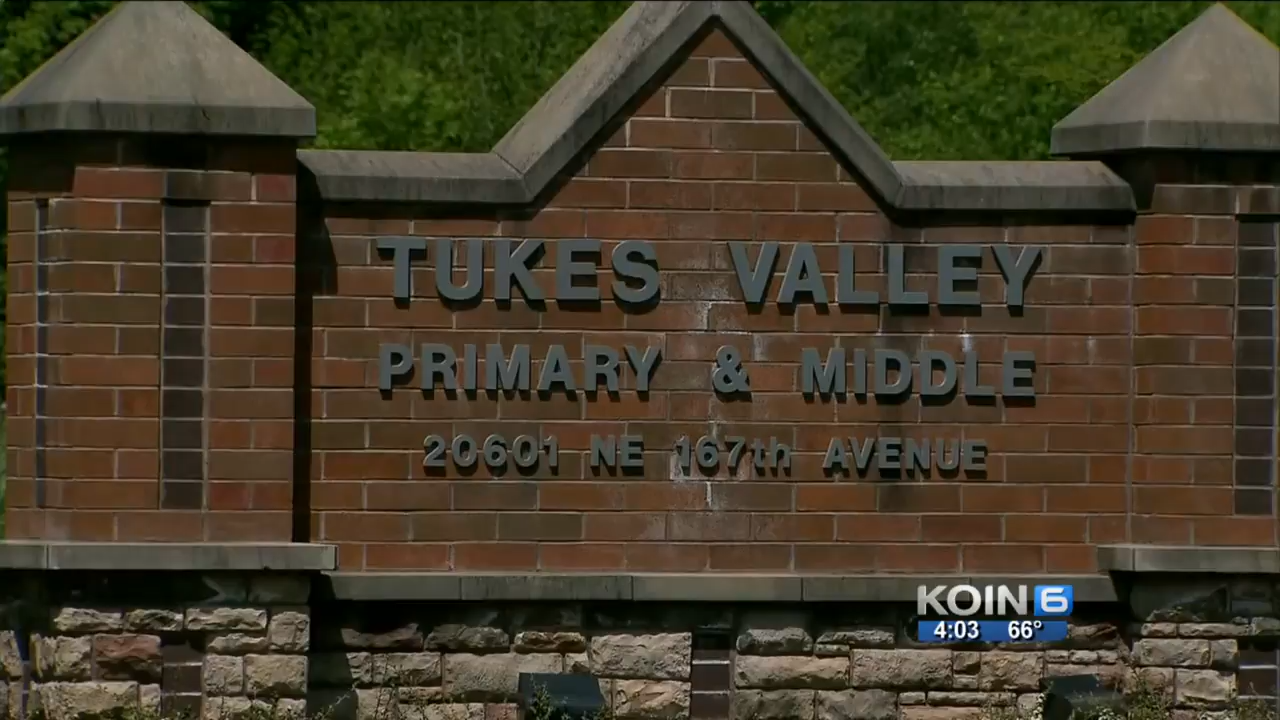 TUKES VALLEY
PRIMARY & MIDDLE
20601 NE 167th AVENUE
KOIN 6
4:03 66°